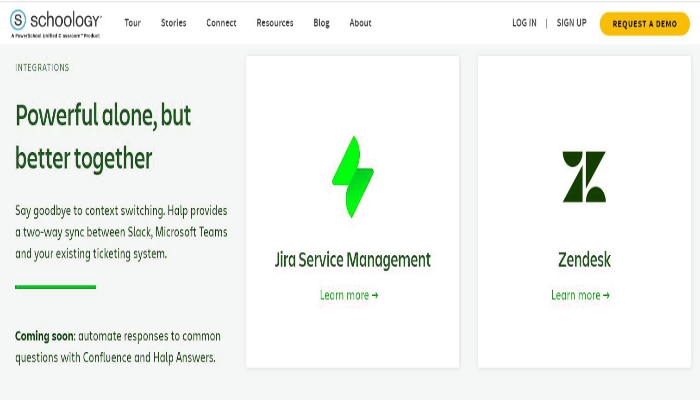 S schoology®
A PowerSchool Unified Classroom™ Product
Tour Stories Connect Resources Blog About
LOG IN | SIGN UP REQUEST A DEMO
INTEGRATIONS
Powerful alone, but
better together
Say goodbye to context switching. Halp provides
a two-way sync between Slack, Microsoft Teams
and your existing ticketing system.
Coming soon: automate responses to common
questions with Confluence and Halp Answers.
Jira Service Management
Learn more →
Zendesk
Learn more →